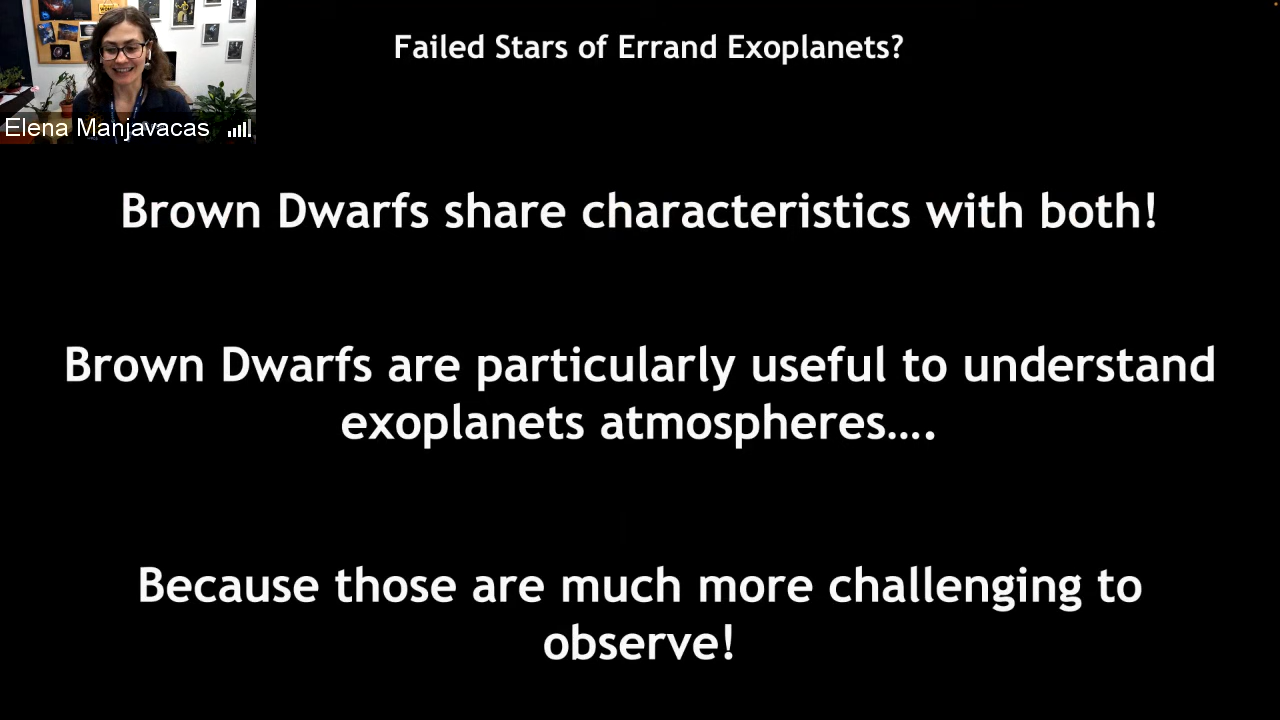 Failed Stars of Errand Exoplanets?
Elena Manjavacas
Brown Dwarfs share characteristics with both!
Brown Dwarfs are particularly useful to understand
exoplanets atmospheres....
Because those are much more challenging to
observe!